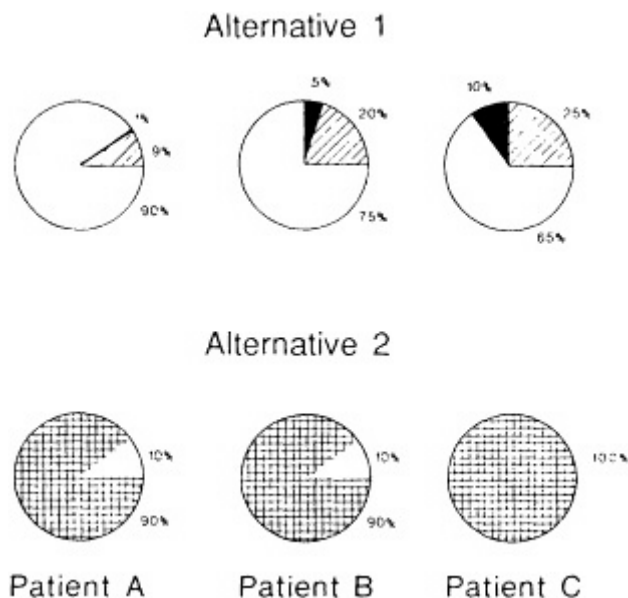 Alternative 1
5%
10%
1%
20%
25%
9%
90%
75%
65%
Alternative 2
10%
10%
100%
90%
90%
Patient A
Patient B
Patient C